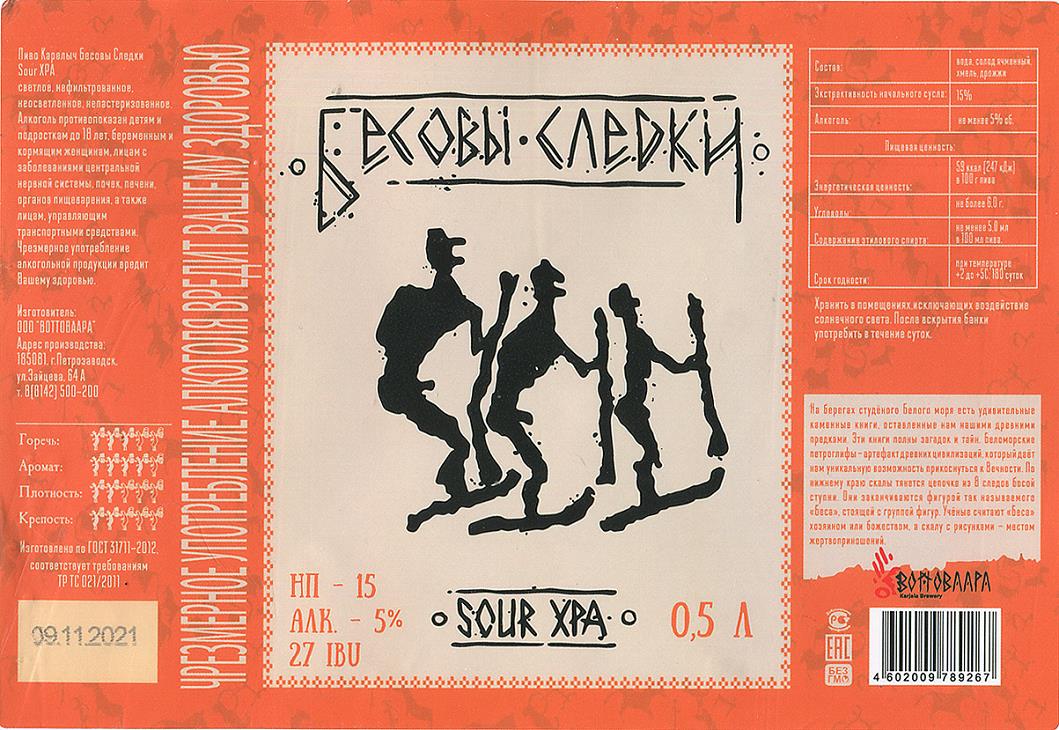 Пиво Карялыч Бесовы Следки
Sour XPA
светлое, нефильтрованное,
неосветленное, непастеризованное.
Алкоголь противопоказан детям и
подросткам до 18 лет, беременным и
кормящим женщинам, лицам с
заболеваниями центральной
нервной системы, почек, печени,
органов пищеварения, а также
лицам, управляющим
транспортными средствами.
Чрезмерное употребление
алкогольной продукции вредит
Вашему здоровью.
Изготовитель:
ООО "ВОТТОВААРА"
Адрес производства:
185081, г.Петрозаводск,
ул.Зайцева, 64 А
т. 8(8142) 500-200
Горечь:
Аромат:
Плотность:
Крепость:
Изготовлено по ГОСТ 31711-2012,
соответствует требованиям
ТР ТС 021/2011
09.11.2021
ЧРЕЗМЕРНОЕ УПОТРЕБЛЕНИЕ АЛКОГОЛЯ ВРЕДИТ ВАШЕМУ ЗДОРОВЬЮ
БЕСОВЫ·СЛЕДКИ
НП - 15
АЛК. - 5%
27 IBU
SOUR XPA
0,5 Л
Состав: вода, солод ячменный,
хмель, дрожжи
Экстрактивность начального сусла: 15%
Алкоголь: не менее 5% об.
Пищевая ценность:
Энергетическая ценность: 59 ккал (247 кДж)
в 100 г пива
Углеводы: не более 6.0 г.
Содержание этилового спирта: не менее 5.0 мл
в 100 мл пива.
Срок годности: при температуре
+2 до +5С, 180 суток
Хранить в помещениях,исключающих воздействие
солнечного света. После вскрытия банки
употребить в течение суток.
На берегах студёного Белого моря есть удивительные
каменные книги, оставленные нам нашими древними
предками. Эти книги полны загадок и тайн. Беломорские
петроглифы - артефакт древних цивилизаций, который даёт
нам уникальную возможность прикоснуться к Вечности. По
нижнему краю скалы тянется цепочка из 8 следов босой
ступни. Они заканчиваются фигурой так называемого
«Беса», стоящей с группой фигур. Учёные считают «Беса»
хозяином или божеством, а скалу с рисунками - местом
жертвоприношений.
ВОТТОВААРА
Karjala Brewery
РСТ
EAC
БЕЗ
ГМО
4 602009 789267